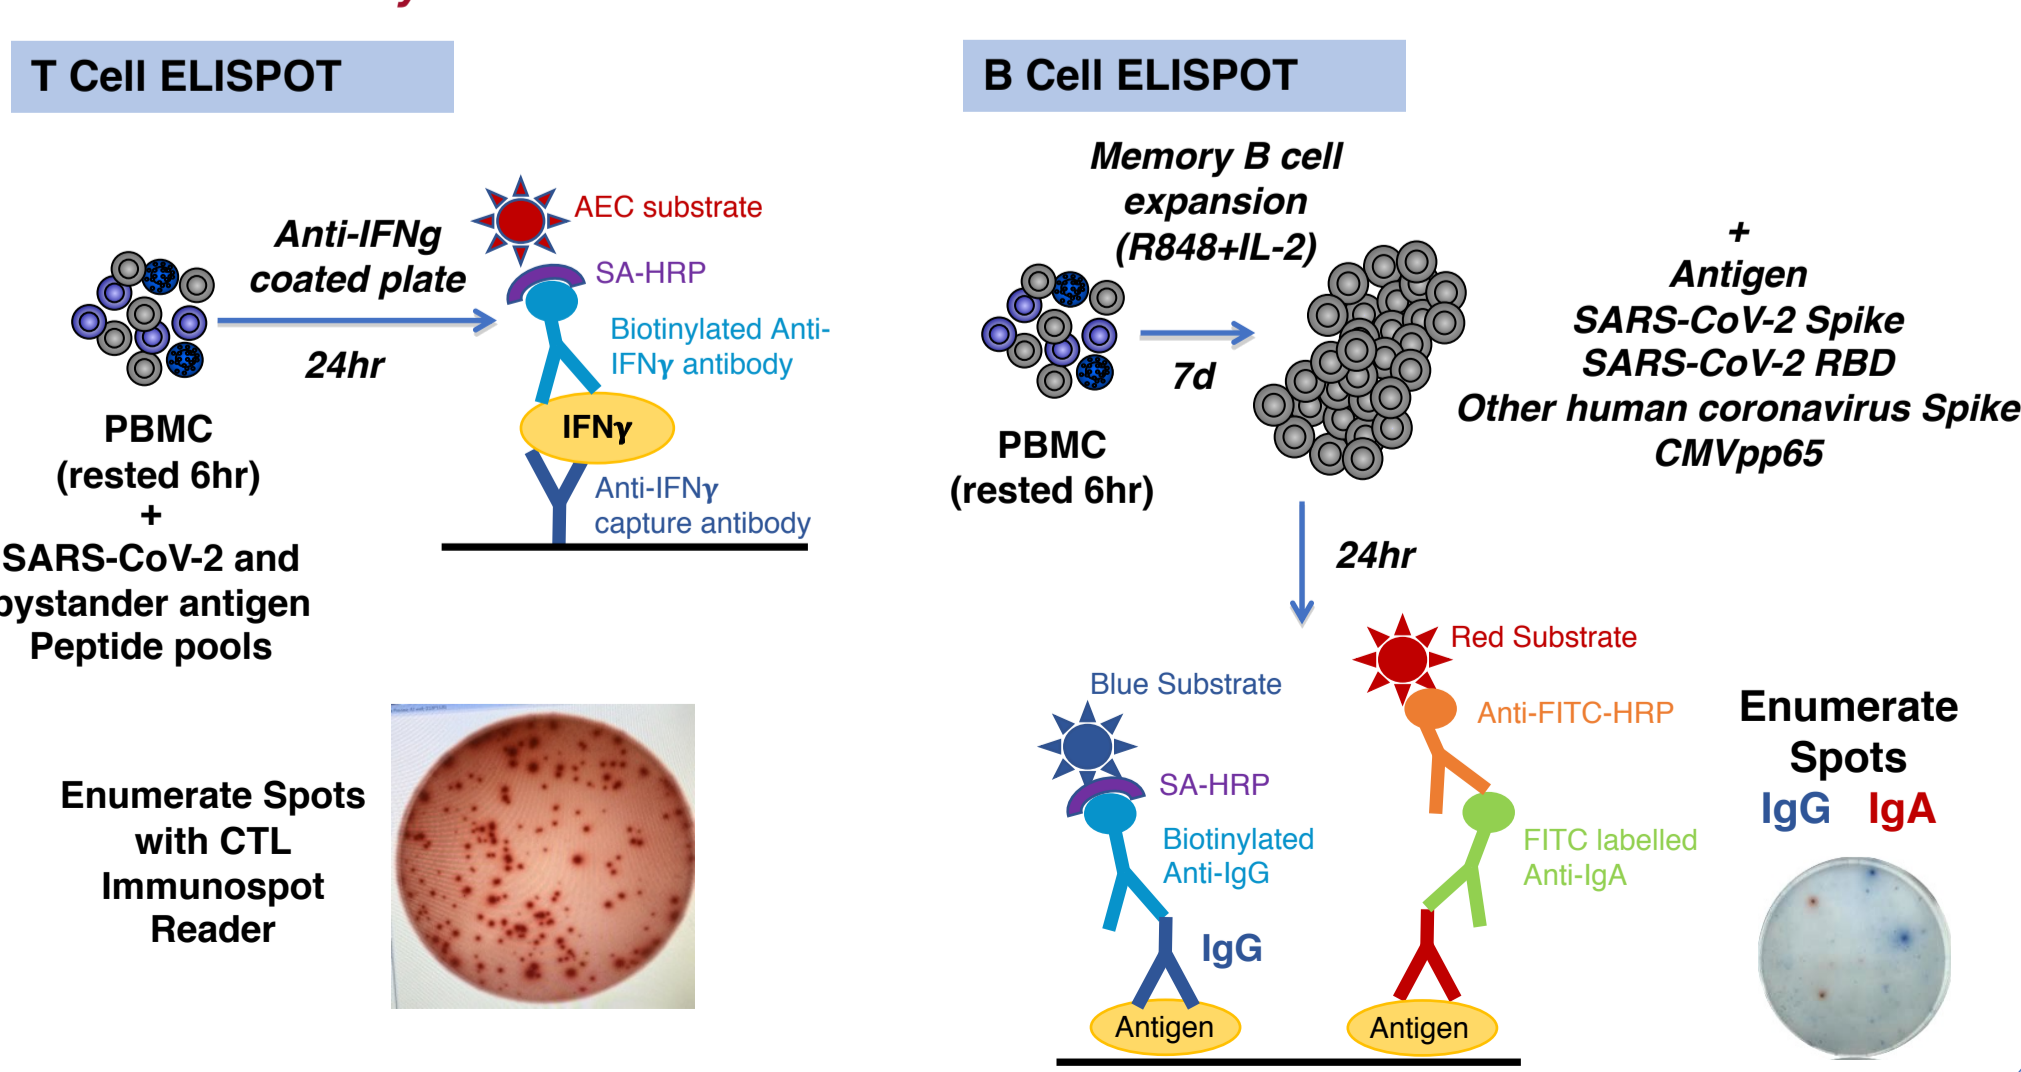 T Cell ELISPOT
Anti-IFNg
coated plate
24hr
PBMC
(rested 6hr)
+
SARS-CoV-2 and
bystander antigen
Peptide pools
AEC substrate
SA-HRP
Biotinylated Anti-
IFNγ antibody
IFNγ
Anti-IFNγ
capture antibody
Enumerate Spots
with CTL
Immunospot
Reader
B Cell ELISPOT
Memory B cell
expansion
(R848+IL-2)
7d
PBMC
(rested 6hr)
+
Antigen
SARS-CoV-2 Spike
SARS-CoV-2 RBD
Other human coronavirus Spike
CMVpp65
24hr
Blue Substrate
SA-HRP
Biotinylated
Anti-IgG
IgG
Antigen
Red Substrate
Anti-FITC-HRP
FITC labelled
Anti-IgA
Antigen
Enumerate
Spots
IgG IgA